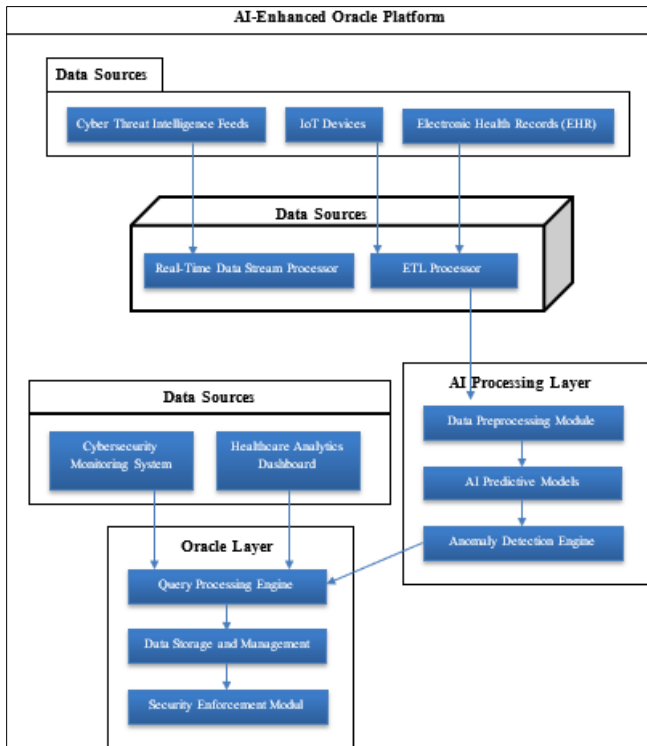 AI-Enhanced Oracle Platform
Data Sources
Cyber Threat Intelligence Feeds
IoT Devices
Electronic Health Records (EHR)
Data Sources
Real-Time Data Stream Processor
ETL Processor
AI Processing Layer
Data Preprocessing Module
AI Predictive Models
Anomaly Detection Engine
Data Sources
Cybersecurity
Monitoring System
Healthcare Analytics
Dashboard
Oracle Layer
Query Processing Engine
Data Storage and Management
Security Enforcement Modul